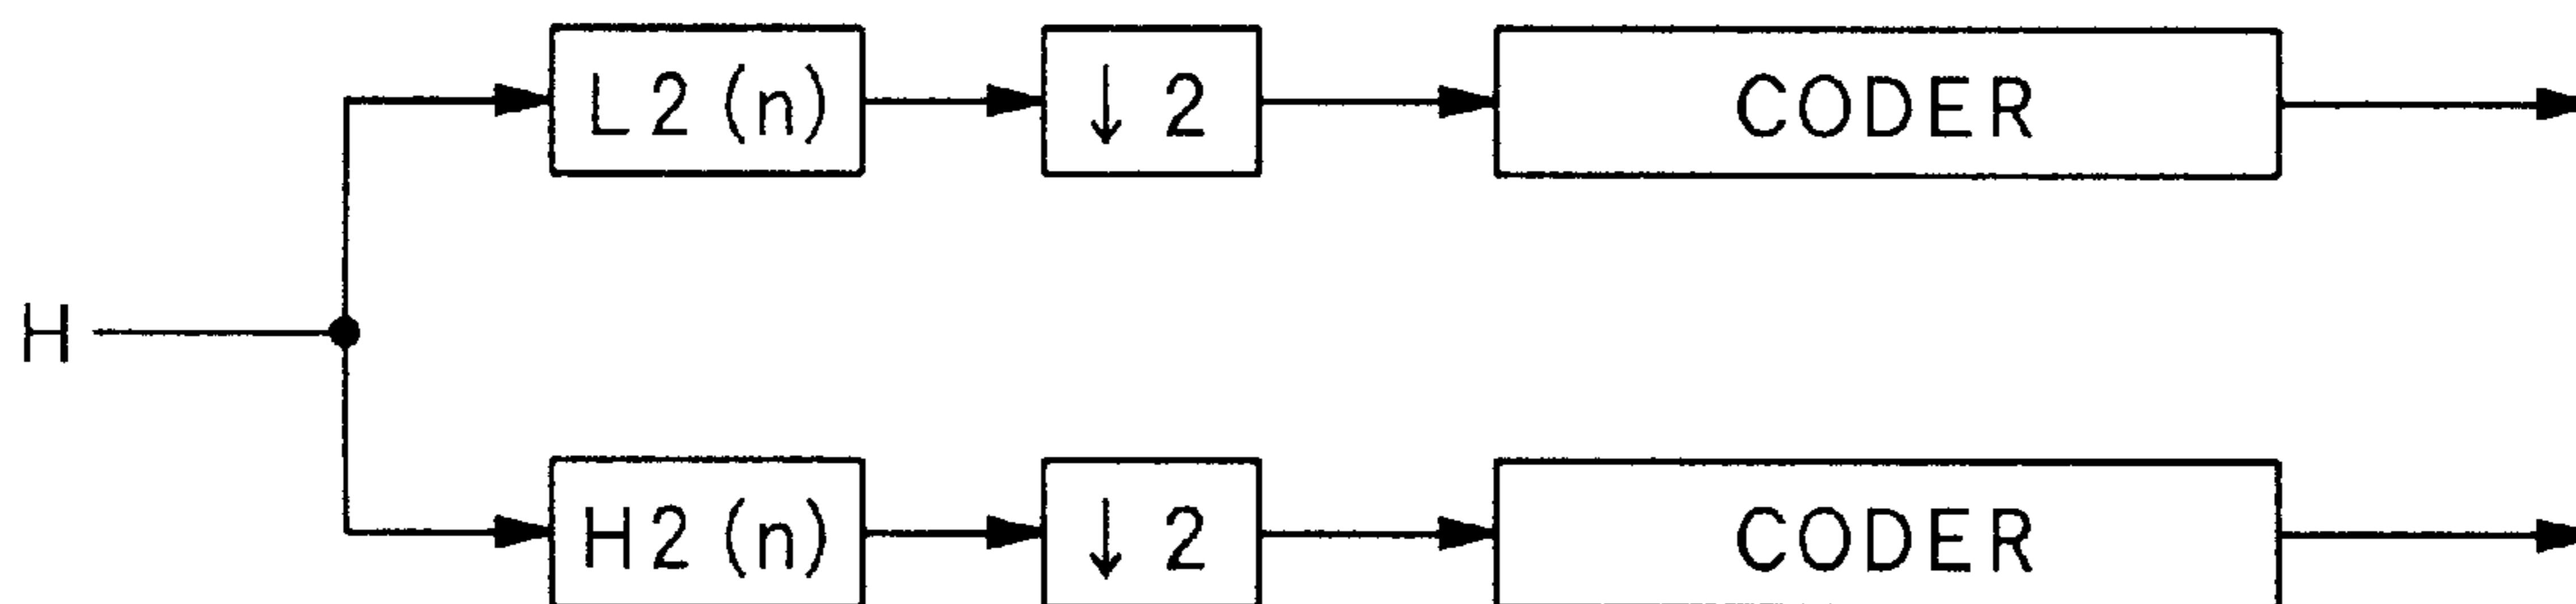 L2 (n) ↓ 2 CODER
H
H2 (n) ↓ 2 CODER